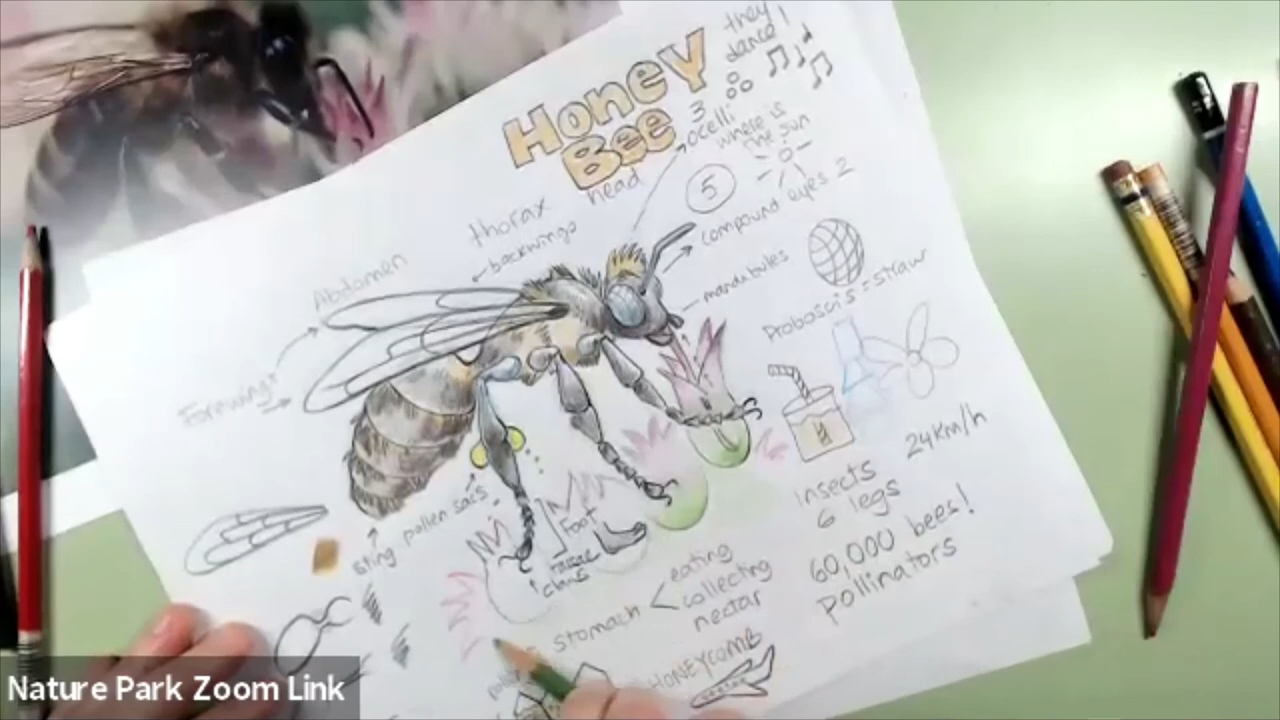 they
dance!
Honey
Bee
3
ocelli
where is
the sun
5
head
thorax
backwings
compound eyes 2
Abdomen
mandibules
Proboscis = straw
Forewings
24km/h
insects
6 legs
pollen sacs
sting
Foot
claws
60,000 bees!
pollinators
eating
stomach <
collecting
nectar
HONEYCOMB
Nature Park Zoom Link